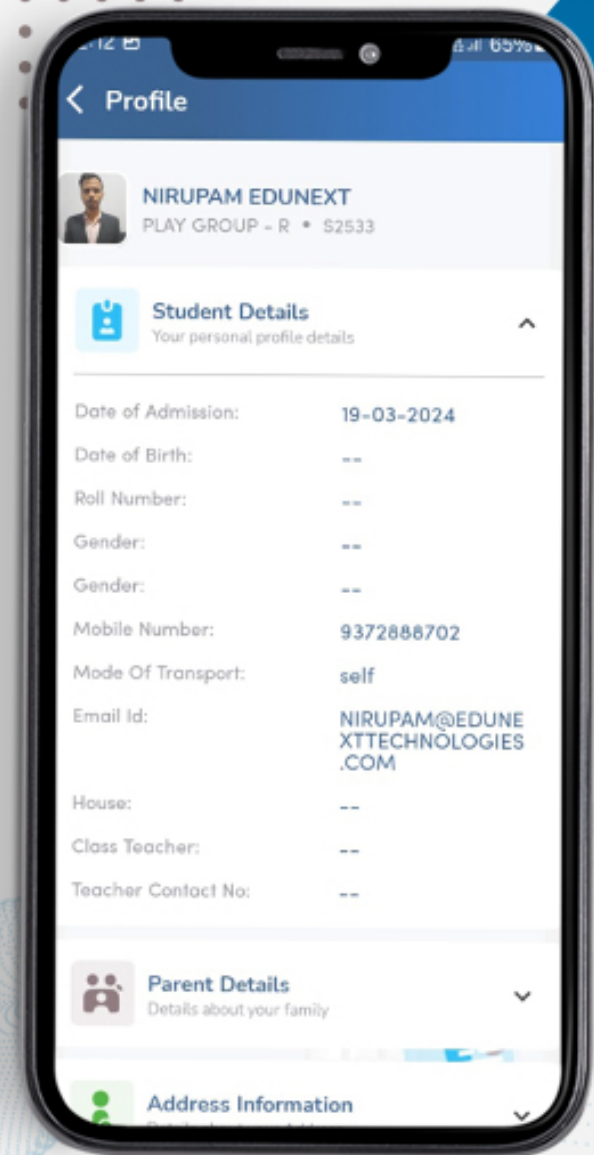 65%
Profile
NIRUPAM EDUNEXT
PLAY GROUP - R • S2533
Student Details
Your personal profile details
Date of Admission: 19-03-2024
Date of Birth: --
Roll Number: --
Gender: --
Gender: --
Mobile Number: 9372888702
Mode Of Transport: self
Email Id: NIRUPAM@EDUNE
XTTECHNOLOGIES
.COM
House: --
Class Teacher: --
Teacher Contact No: --
Parent Details
Details about your family
Address Information